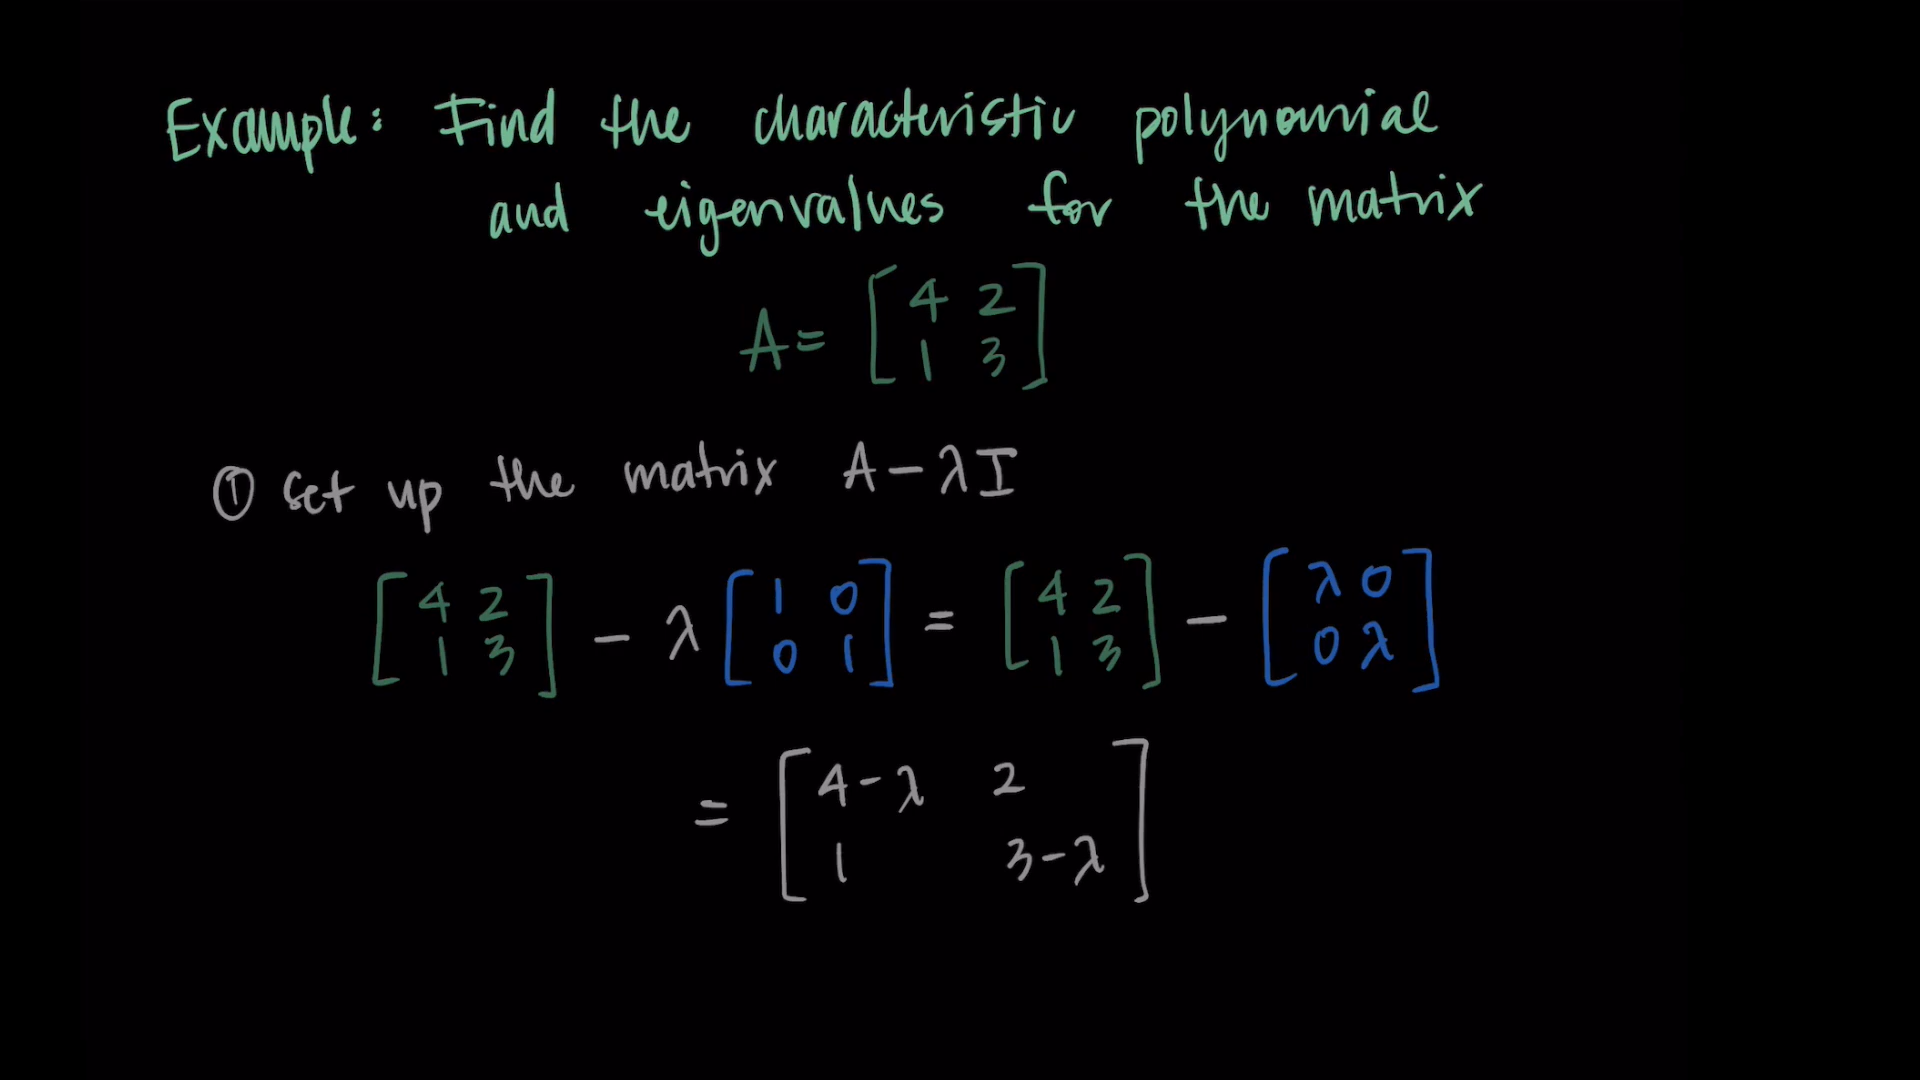 Example: Find the characteristic polynomial
and eigenvalues for the matrix
A = [4 2
1 3]
① Set up the matrix A - λI
[4 2
1 3] - λ [1 0
0 1] = [4 2
1 3] - [λ 0
0 λ]
= [4-λ 2
1 3-λ]